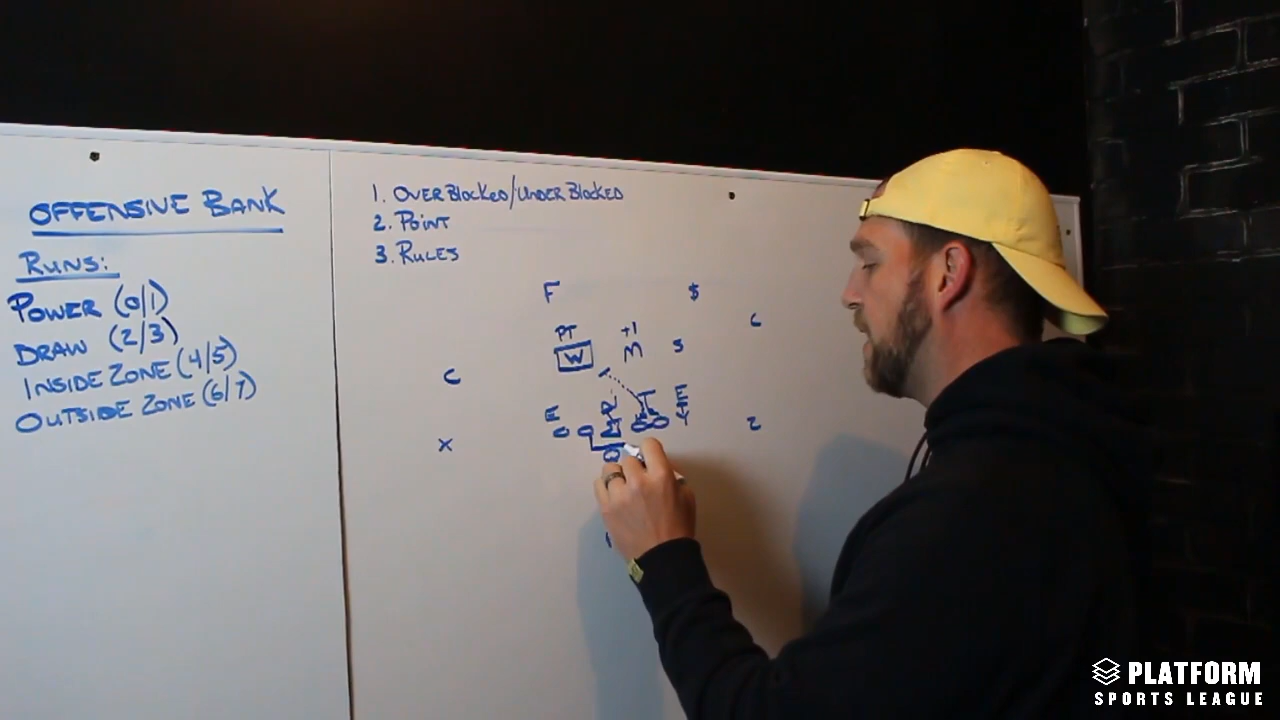 OFFENSIVE BANK
RUNS:
POWER (0/1)
DRAW (2/3)
INSIDE ZONE (4/5)
OUTSIDE ZONE (6/7)
1. OVER BLOCKED/UNDER BLOCKED
2. POINT
3. RULES
F $
C
PT +1
W M S
C
E T E
X Y Z
PLATFORM
SPORTS LEAGUE